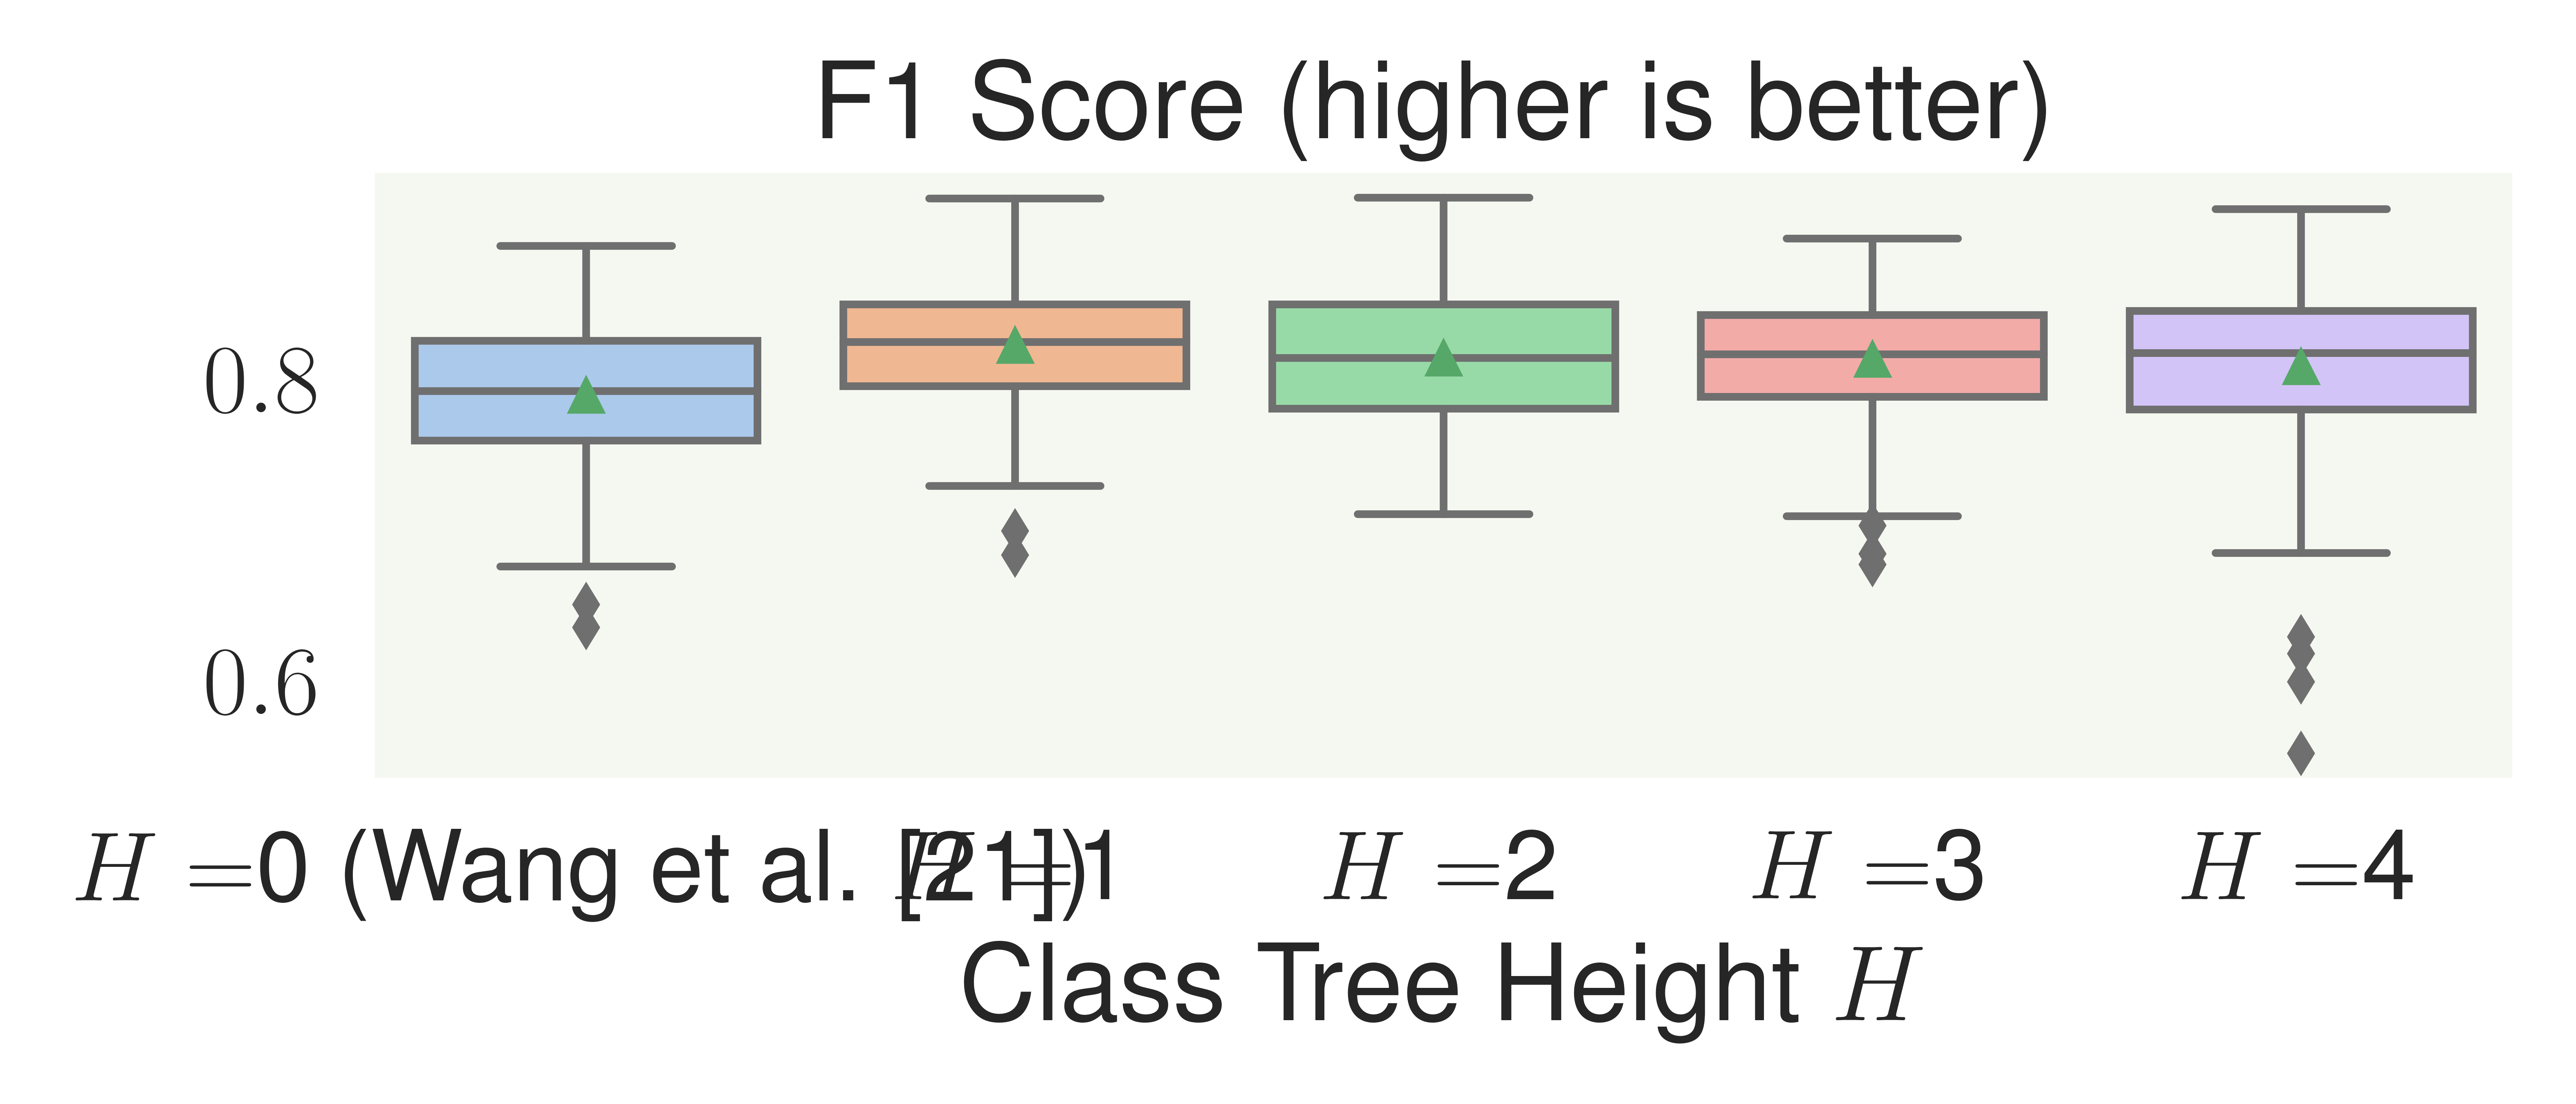 F1 Score (higher is better)
0.8
0.6
H =0 (Wang et al. [21]) H =1 H =2 H =3 H =4
Class Tree Height H